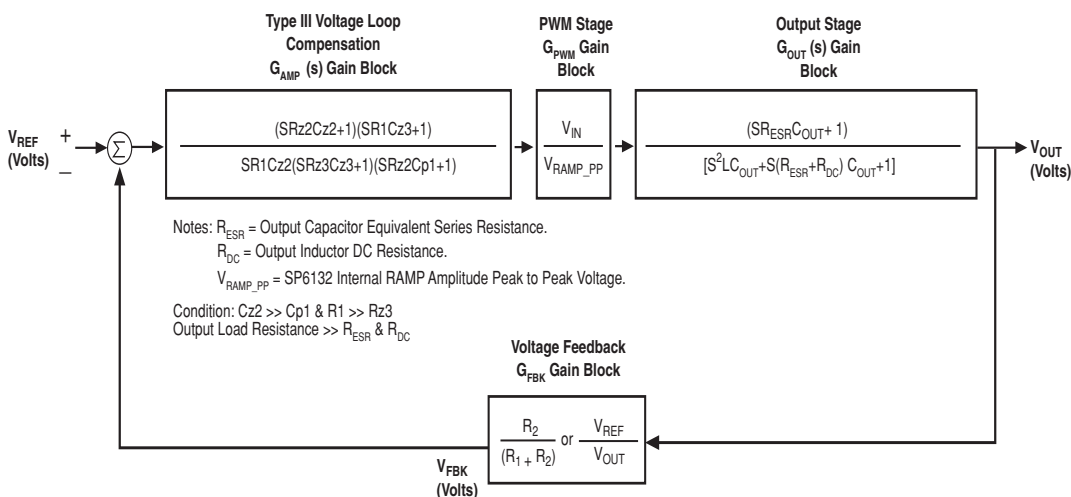 Type III Voltage Loop
Compensation
G_AMP (s) Gain Block
PWM Stage
G_PWM Gain
Block
Output Stage
G_OUT (s) Gain
Block
V_REF
(Volts)
+
–
Σ
(SRz2Cz2+1)(SR1Cz3+1)
SR1Cz2(SRz3Cz3+1)(SRz2Cp1+1)
V_IN
V_RAMP_PP
(SR_ESRC_OUT+ 1)
[S^2LC_OUT+S(R_ESR+R_DC) C_OUT+1]
V_OUT
(Volts)
Notes: R_ESR = Output Capacitor Equivalent Series Resistance.
R_DC = Output Inductor DC Resistance.
V_RAMP_PP = SP6132 Internal RAMP Amplitude Peak to Peak Voltage.
Condition: Cz2 >> Cp1 & R1 >> Rz3
Output Load Resistance >> R_ESR & R_DC
Voltage Feedback
G_FBK Gain Block
R_2
(R_1 + R_2)
or
V_REF
V_OUT
V_FBK
(Volts)